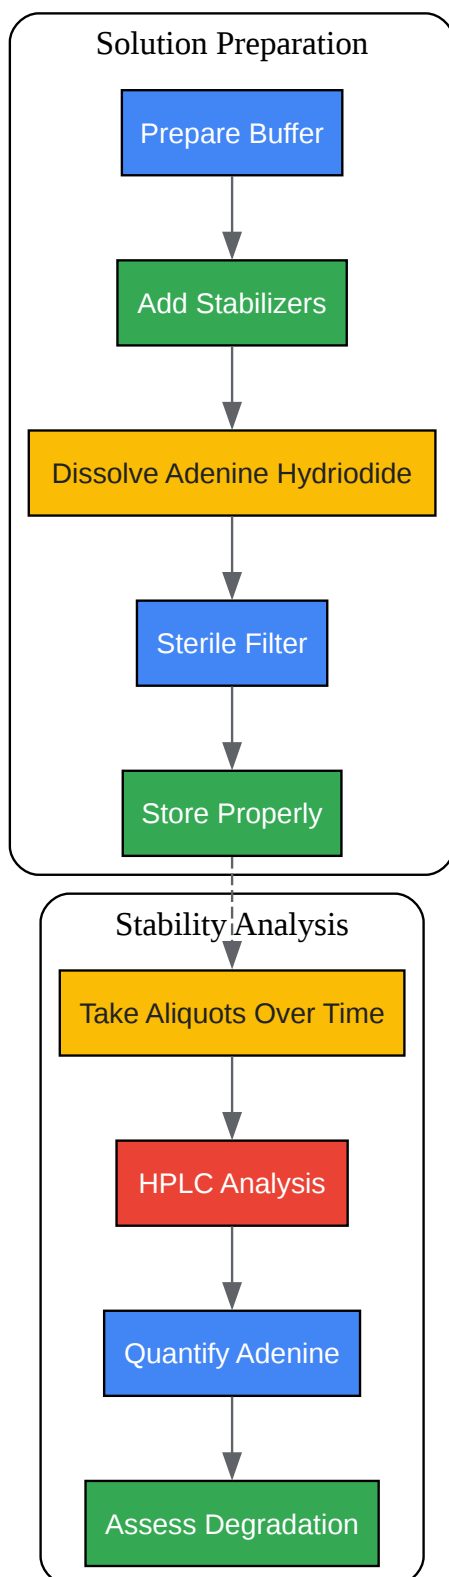 Solution Preparation
Prepare Buffer
Add Stabilizers
Dissolve Adenine Hydriodide
Sterile Filter
Store Properly
Stability Analysis
Take Aliquots Over Time
HPLC Analysis
Quantify Adenine
Assess Degradation